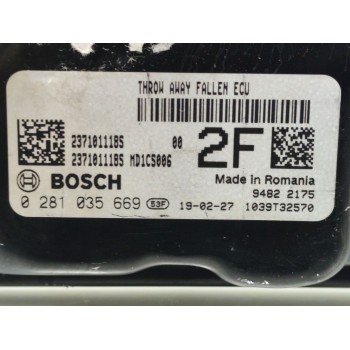 THROW AWAY FALLEN ECU
237101118S 00 2F
237101118S MD1CS006
BOSCH Made in Romania
9482 2175
0 281 035 669 53F 19-02-27 1039T32570